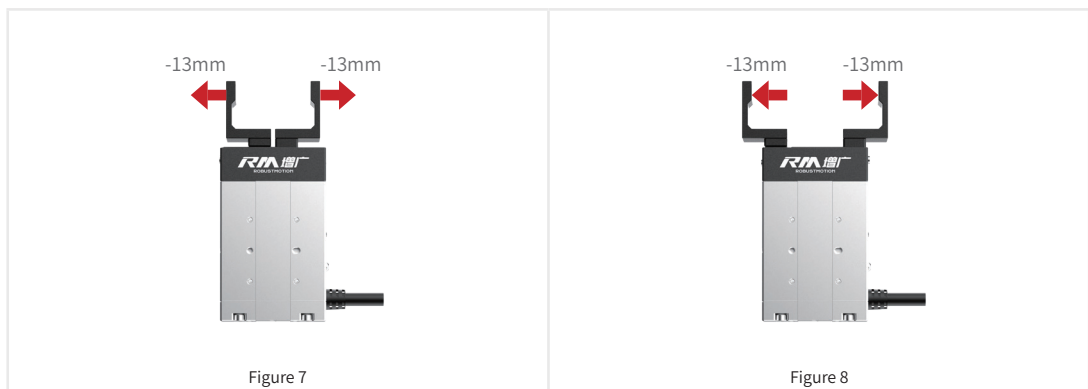 -13mm
-13mm
RM 增广
ROBUSTMOTION
Figure 7
-13mm
-13mm
RM 增广
ROBUSTMOTION
Figure 8